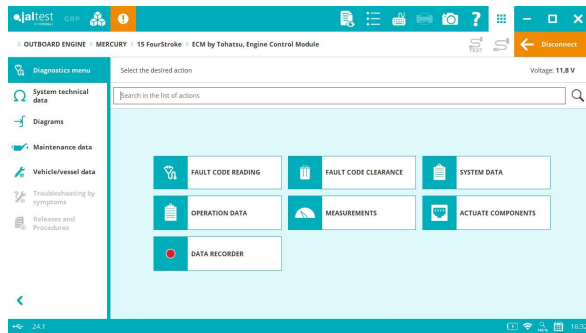 jaltest GRP
OUTBOARD ENGINE MERCURY 15 FourStroke ECM by Tohatsu, Engine Control Module
TEST
Disconnect
Diagnostics menu
Select the desired action
Voltage: 11,8 V
System technical
data
Search in the list of actions
Diagrams
Maintenance data
Vehicle/vessel data
Troubleshooting by
symptoms
Releases and
Procedures
FAULT CODE READING
FAULT CODE CLEARANCE
SYSTEM DATA
OPERATION DATA
MEASUREMENTS
ACTUATE COMPONENTS
DATA RECORDER
24.1
16:32